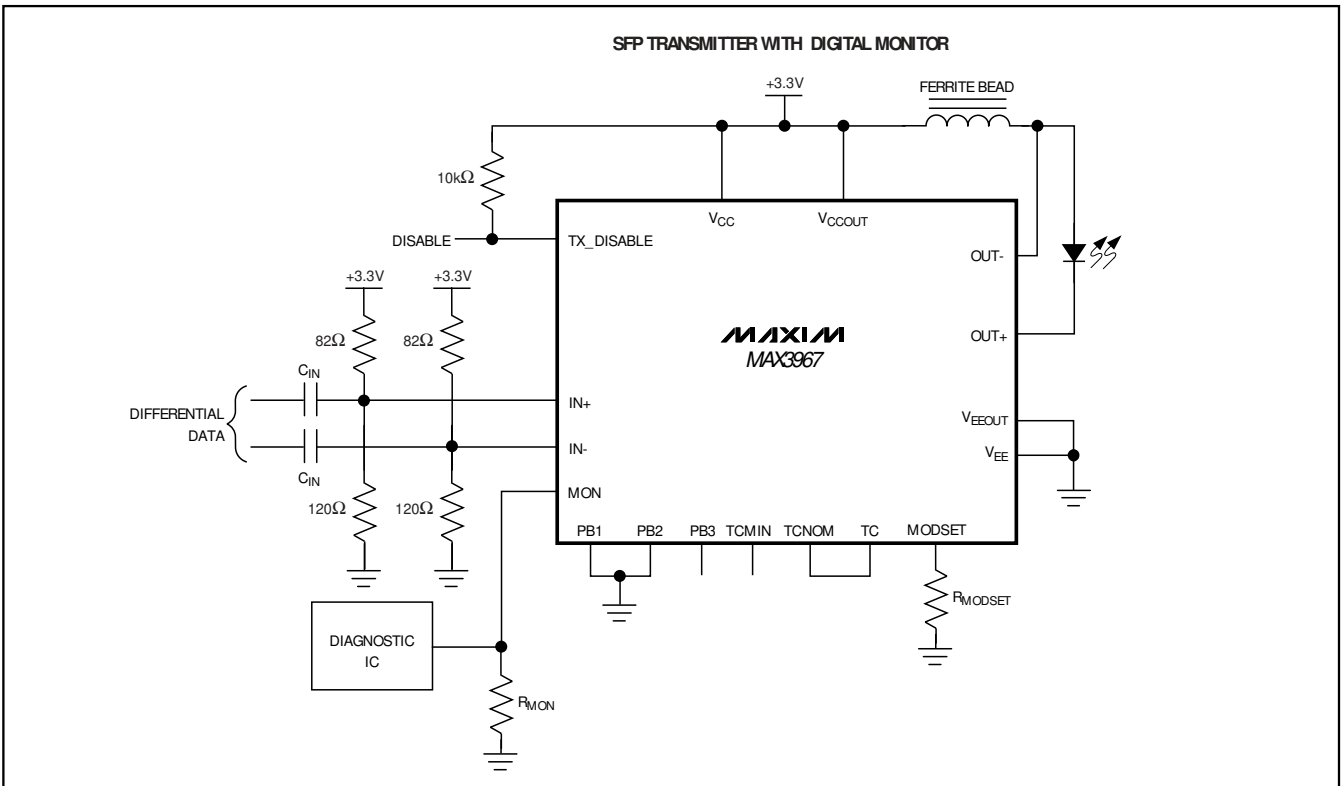 SFP TRANSMITTER WITH DIGITAL MONITOR
+3.3V
FERRITE BEAD
10kΩ
VCC
VCCOUT
DISABLE
TX_DISABLE
OUT-
+3.3V
+3.3V
82Ω
82Ω
MAXIM
MAX3967
OUT+
CIN
DIFFERENTIAL
DATA
IN+
VEEOUT
IN-
VEE
CIN
MON
120Ω
120Ω
PB1
PB2
PB3
TCMIN
TCNOM
TC
MODSET
RMODSET
DIAGNOSTIC
IC
RMON